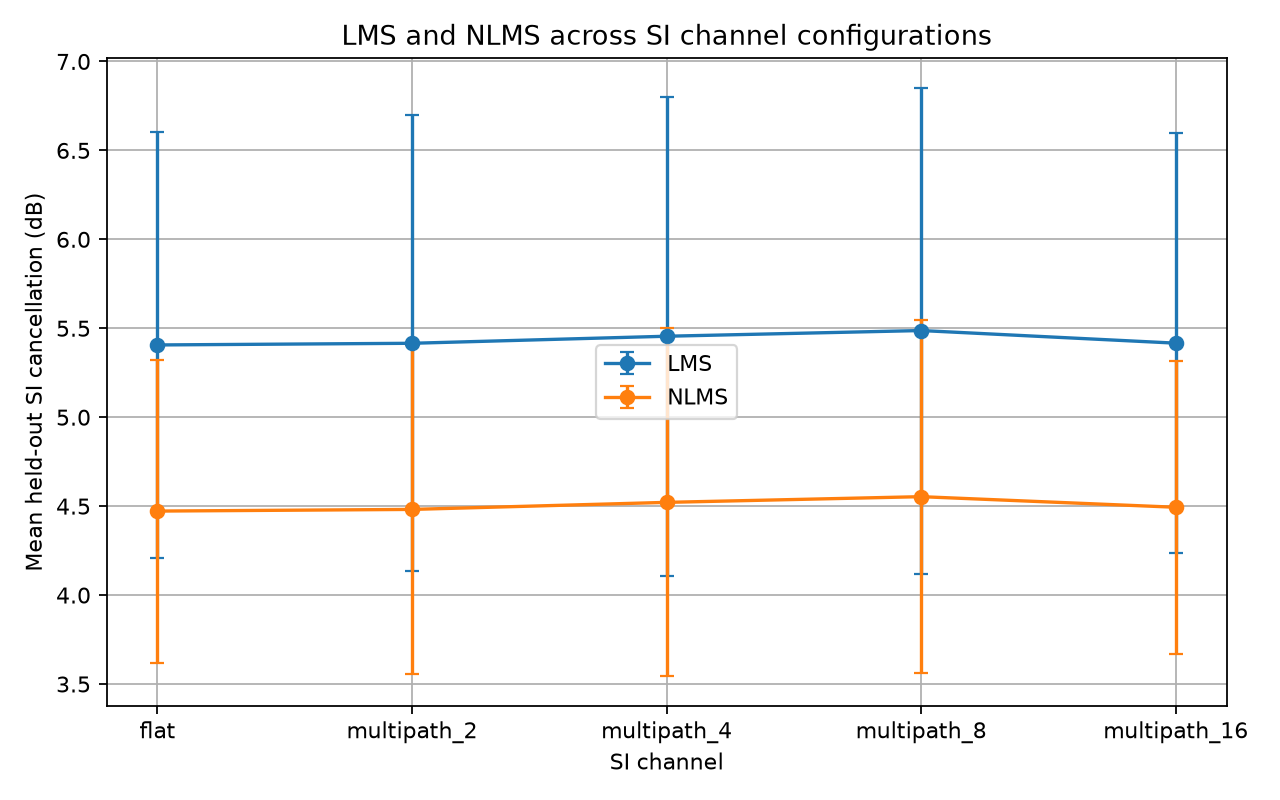 LMS and NLMS across SI channel configurations
Mean held-out SI cancellation (dB)
7.0
6.5
6.0
5.5
5.0
4.5
4.0
3.5
LMS
NLMS
flat
multipath_2
multipath_4
multipath_8
multipath_16
SI channel